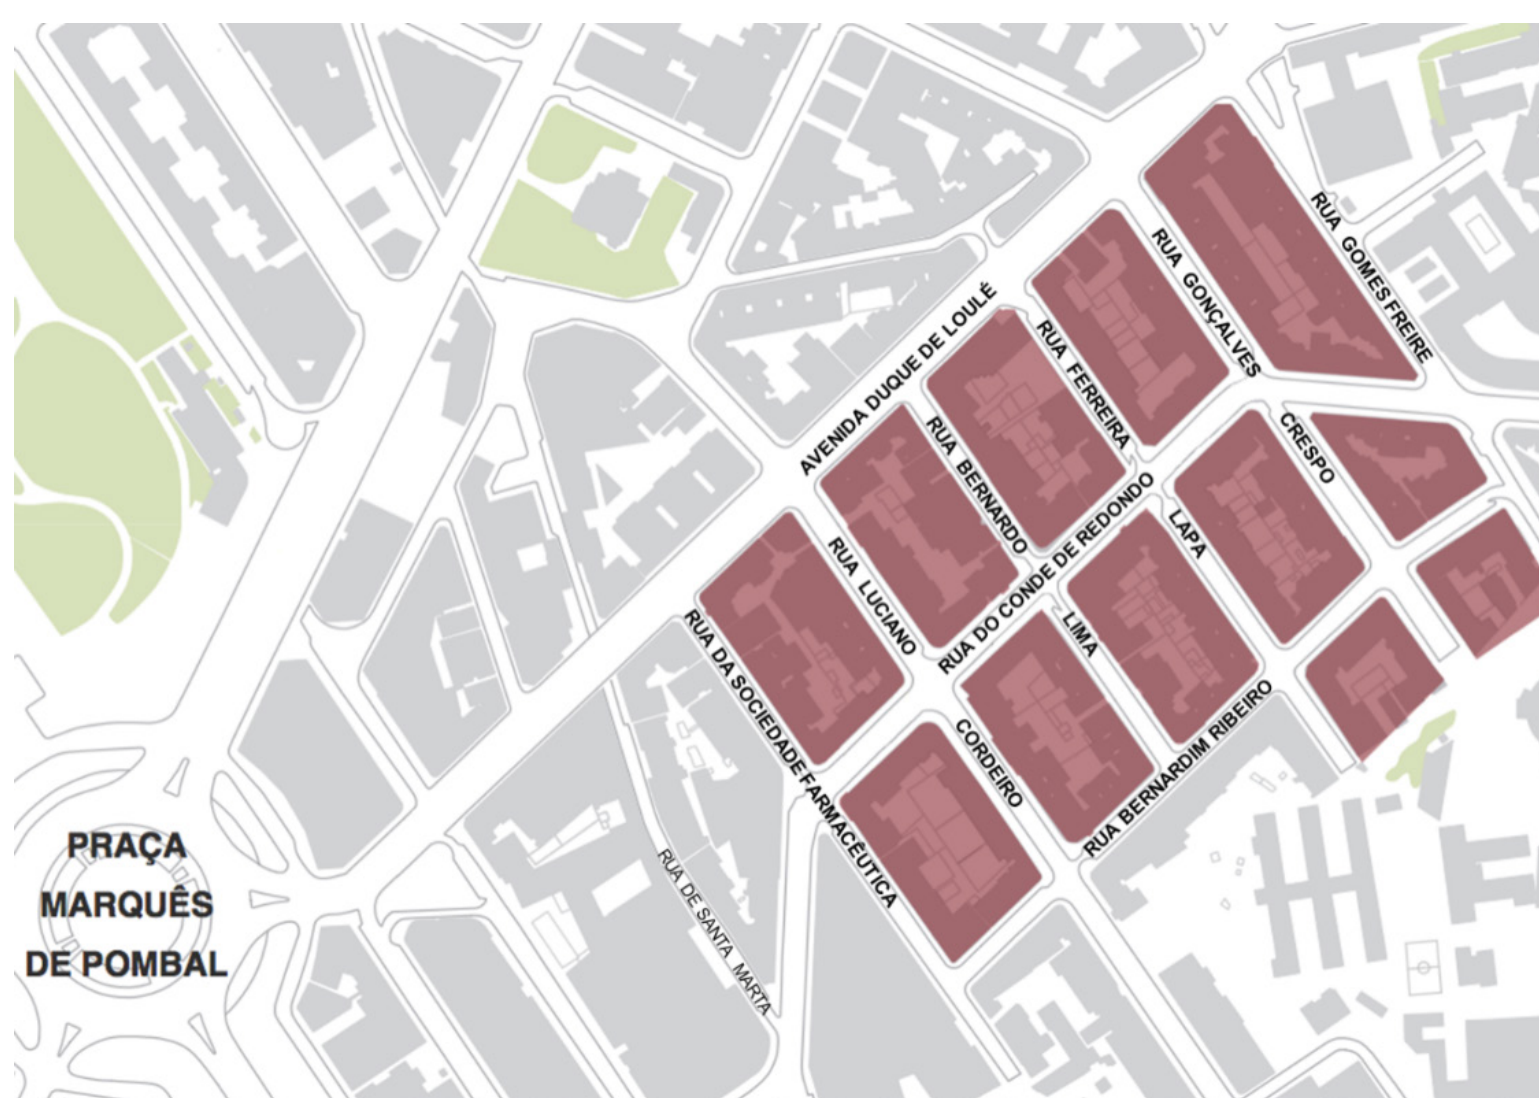 RUA GOMES FREIRE
RUA GONÇALVES
CRESPO
AVENIDA DUQUE DE LOULÉ
RUA FERREIRA
LAPA
RUA BERNARDO
LIMA
RUA DO CONDE DE REDONDO
RUA LUCIANO
CORDEIRO
RUA DA SOCIEDADE FARMACÊUTICA
RUA BERNARDIM RIBEIRO
RUA DE SANTA MARTA
PRAÇA
MARQUÊS
DE POMBAL